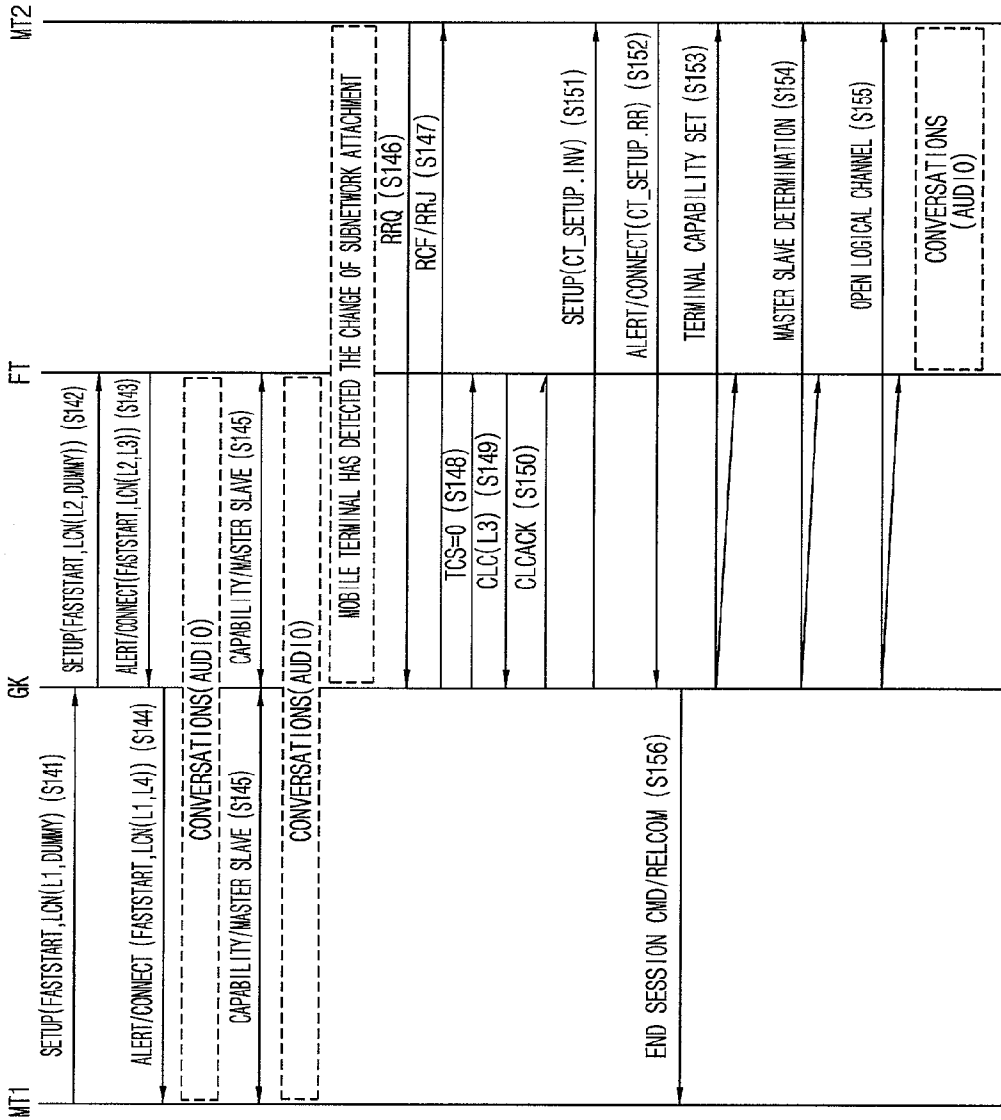 MT1
GK
FT
MT2
SETUP(FASTSTART,LCN(L1,DUMMY) (S141)
SETUP(FASTSTART,LCN(L2,DUMMY)) (S142)
ALERT/CONNECT(FASTSTART,LCN(L2,L3)) (S143)
ALERT/CONNECT (FASTSTART,LCN(L1,L4)) (S144)
CONVERSATIONS(AUDIO)
CAPABILITY/MASTER SLAVE (S145)
CAPABILITY/MASTER SLAVE (S145)
CONVERSATIONS(AUDIO)
MOBILE TERMINAL HAS DETECTED THE CHANGE OF SUBNETWORK ATTACHMENT
RRQ (S146)
RCF/RRJ (S147)
TCS=0 (S148)
CLC(L3) (S149)
CLCACK (S150)
SETUP(CT_SETUP.INV) (S151)
ALERT/CONNECT(CT_SETUP.RR) (S152)
END SESSION CMD/RELCOM (S156)
TERMINAL CAPABILITY SET (S153)
MASTER SLAVE DETERMINATION (S154)
OPEN LOGICAL CHANNEL (S155)
CONVERSATIONS
(AUDIO)